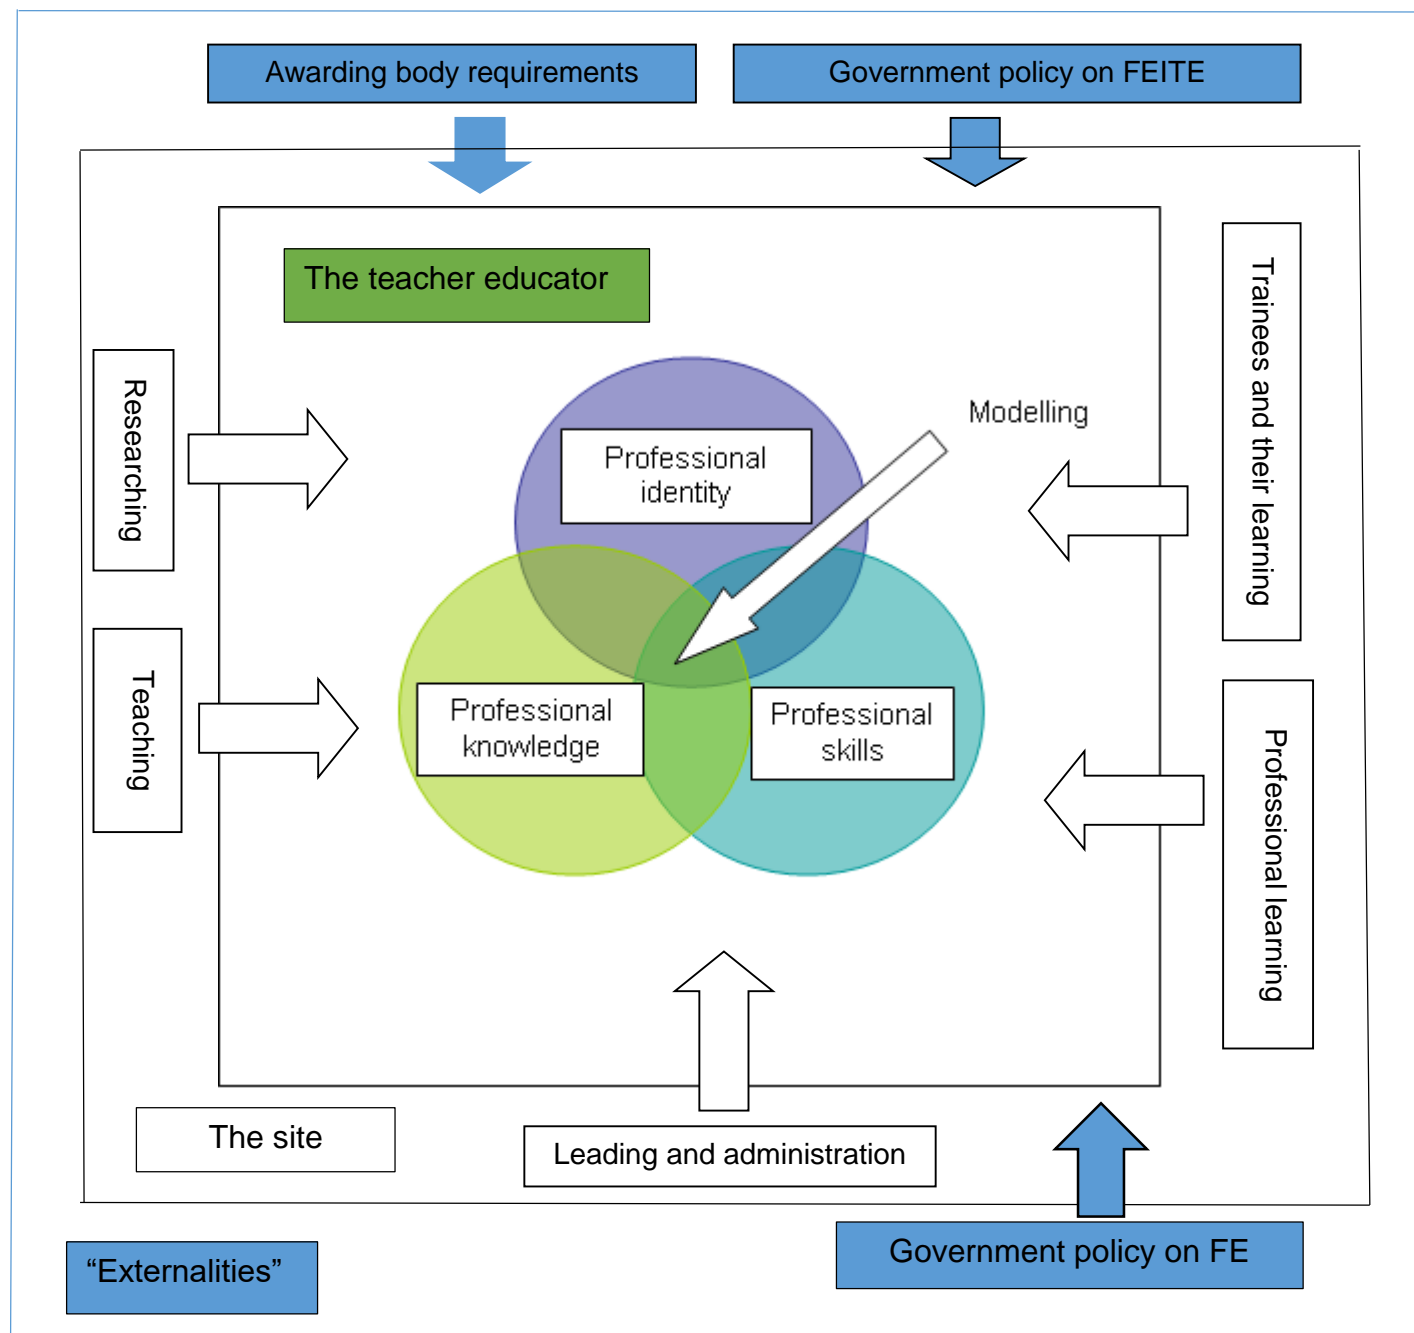 Awarding body requirements
Government policy on FEITE
The teacher educator
Researching
Teaching
Modelling
Professional
identity
Professional
knowledge
Professional
skills
Trainees and their learning
Professional learning
The site
Leading and administration
“Externalities”
Government policy on FE